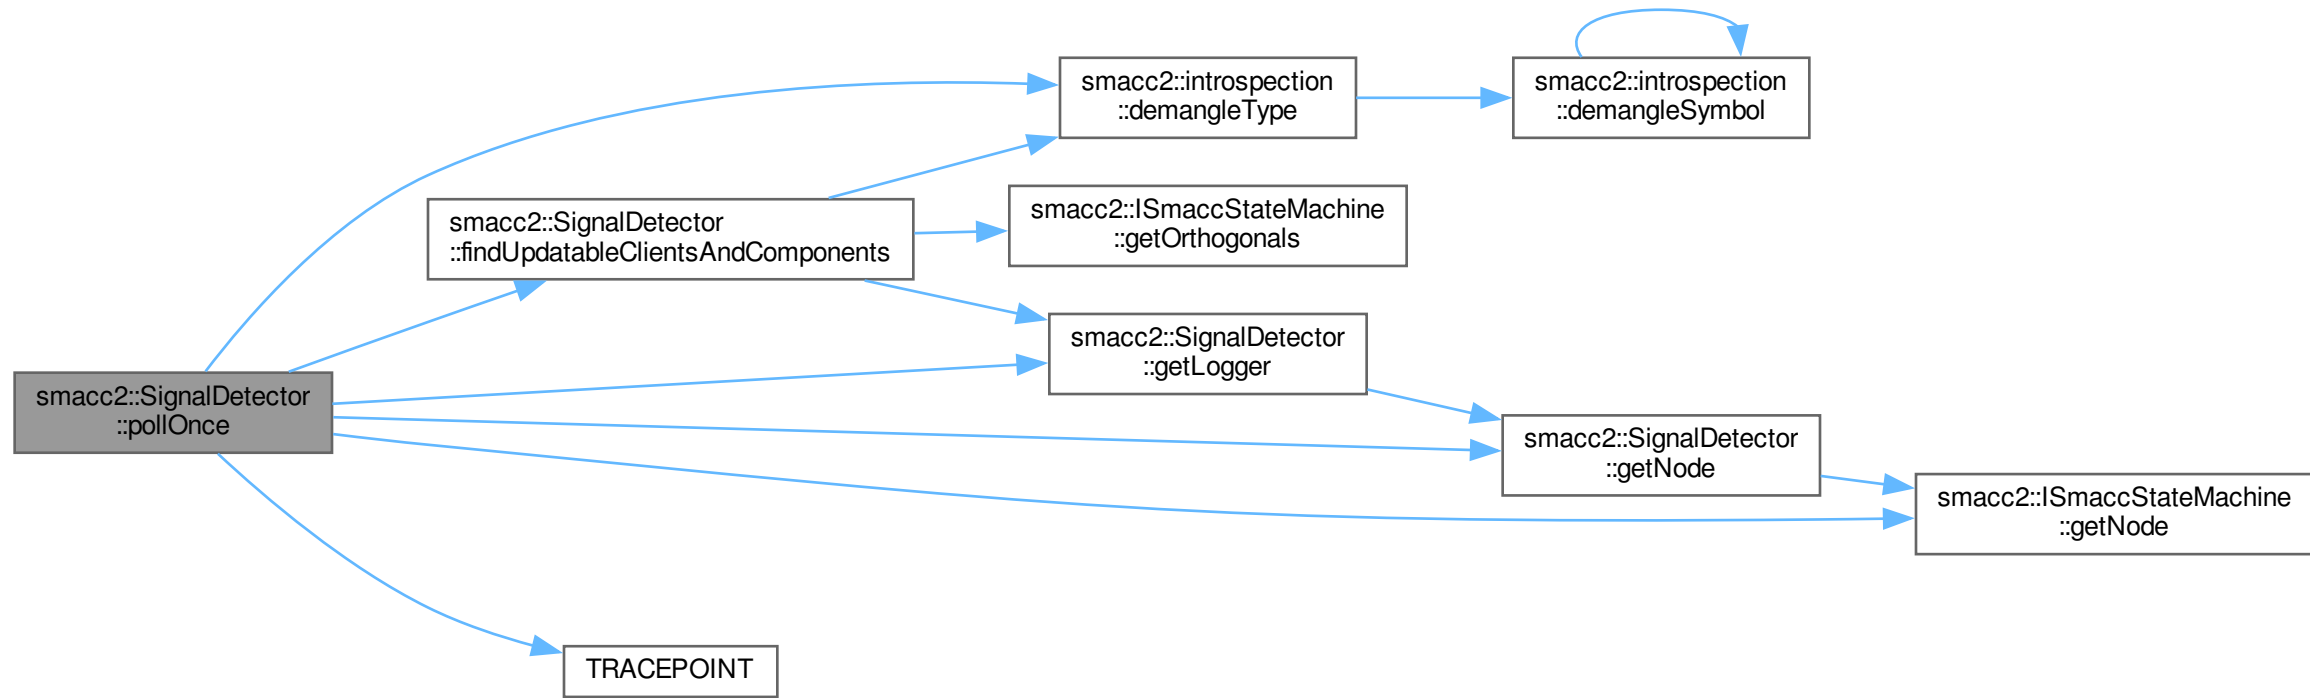 smacc2::SignalDetector
::pollOnce
smacc2::SignalDetector
::findUpdatableClientsAndComponents
smacc2::introspection
::demangleType
smacc2::introspection
::demangleSymbol
smacc2::ISmaccStateMachine
::getOrthogonals
smacc2::SignalDetector
::getLogger
smacc2::SignalDetector
::getNode
smacc2::ISmaccStateMachine
::getNode
TRACEPOINT